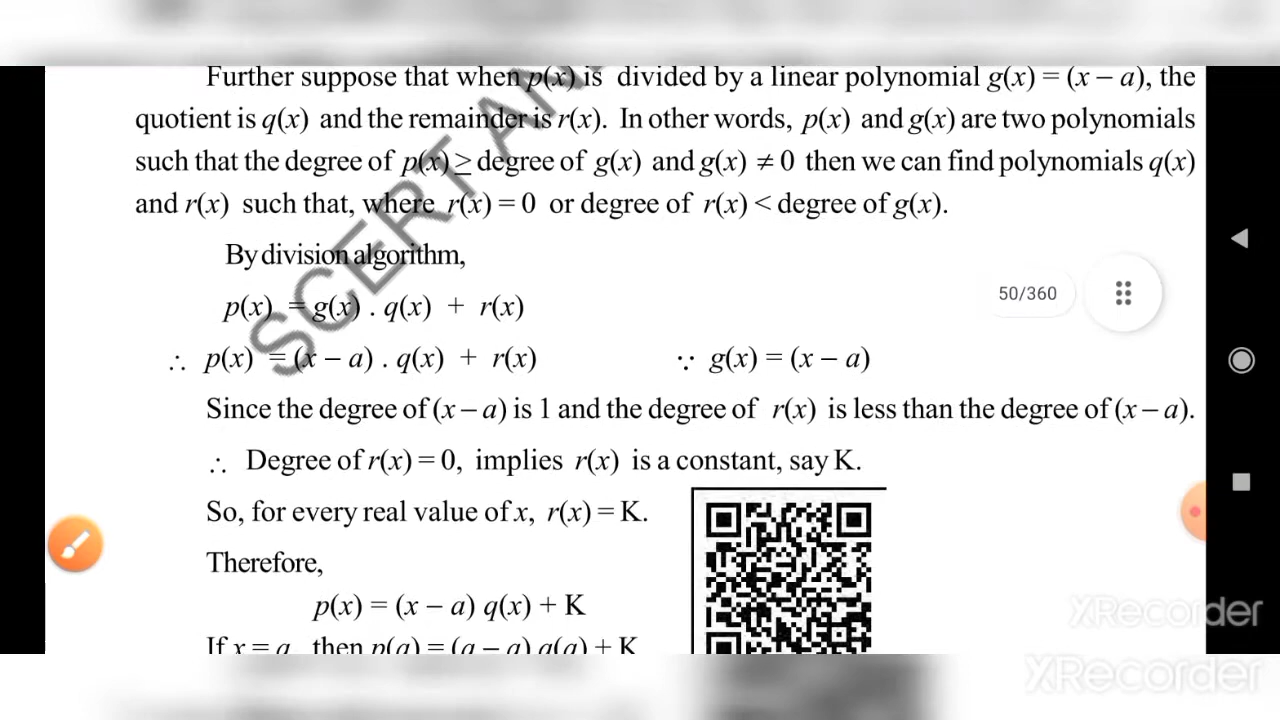 Further suppose that when p(x) is divided by a linear polynomial g(x) = (x – a), the
quotient is q(x) and the remainder is r(x). In other words, p(x) and g(x) are two polynomials
such that the degree of p(x) ≥ degree of g(x) and g(x) ≠ 0 then we can find polynomials q(x)
and r(x) such that, where r(x) = 0 or degree of r(x) < degree of g(x).
By division algorithm,
p(x) = g(x) . q(x) + r(x)
50/360
∴ p(x) = (x – a) . q(x) + r(x) ∵ g(x) = (x – a)
Since the degree of (x – a) is 1 and the degree of r(x) is less than the degree of (x – a).
∴ Degree of r(x) = 0, implies r(x) is a constant, say K.
So, for every real value of x, r(x) = K.
Therefore,
p(x) = (x – a) q(x) + K
If x = a then p(a) = (a – a) q(a) + K
SCERT AN
XRecorder
XRecorder